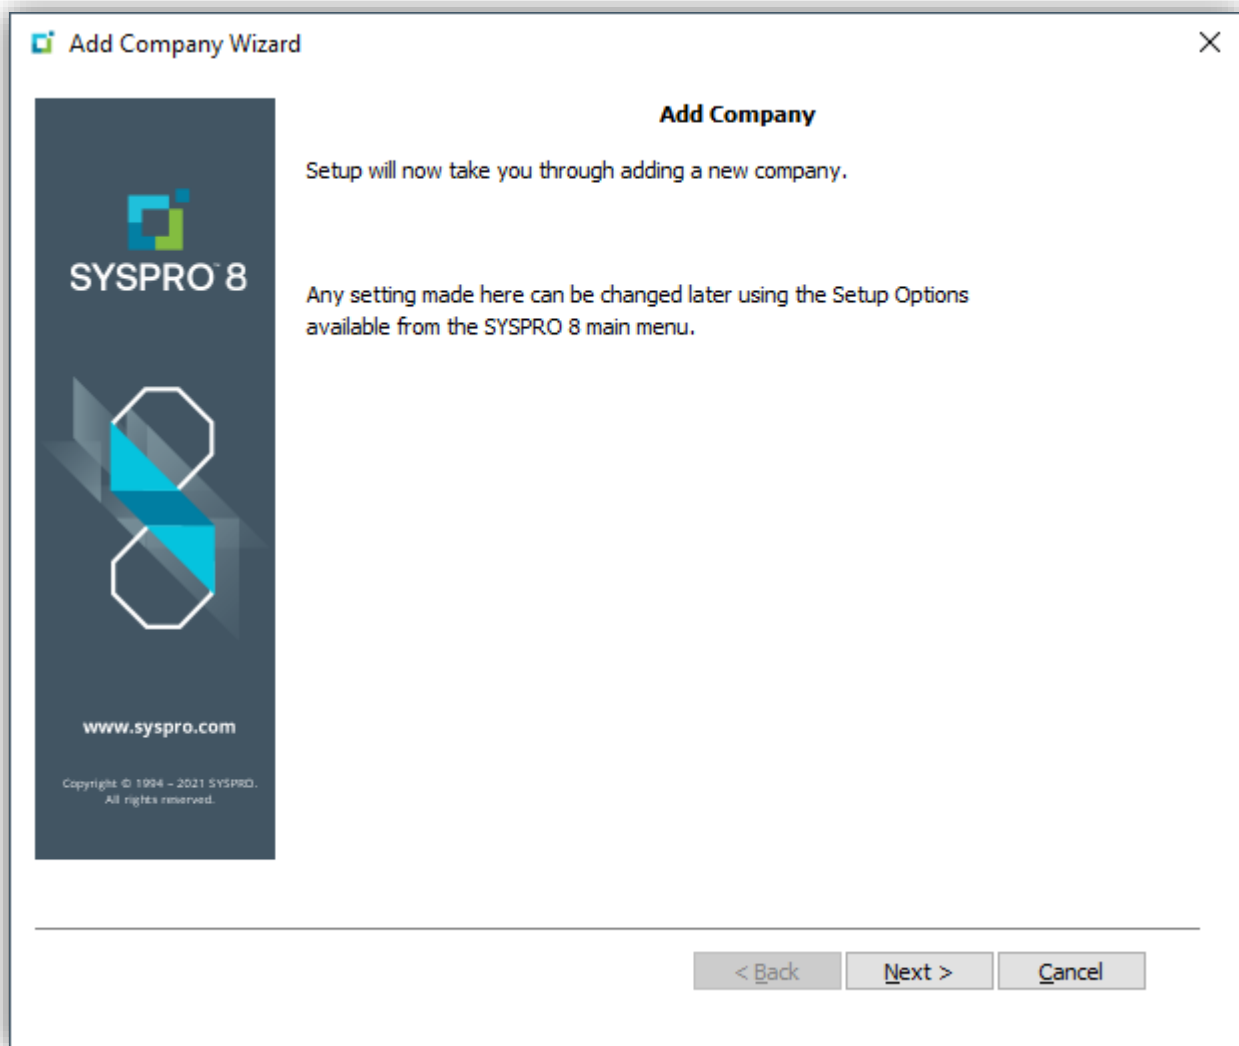 Add Company Wizard
Add Company
Setup will now take you through adding a new company.
SYSPRO™ 8
Any setting made here can be changed later using the Setup Options
available from the SYSPRO 8 main menu.
www.syspro.com
Copyright © 1994 – 2021 SYSPRO.
All rights reserved.
< Back
Next >
Cancel